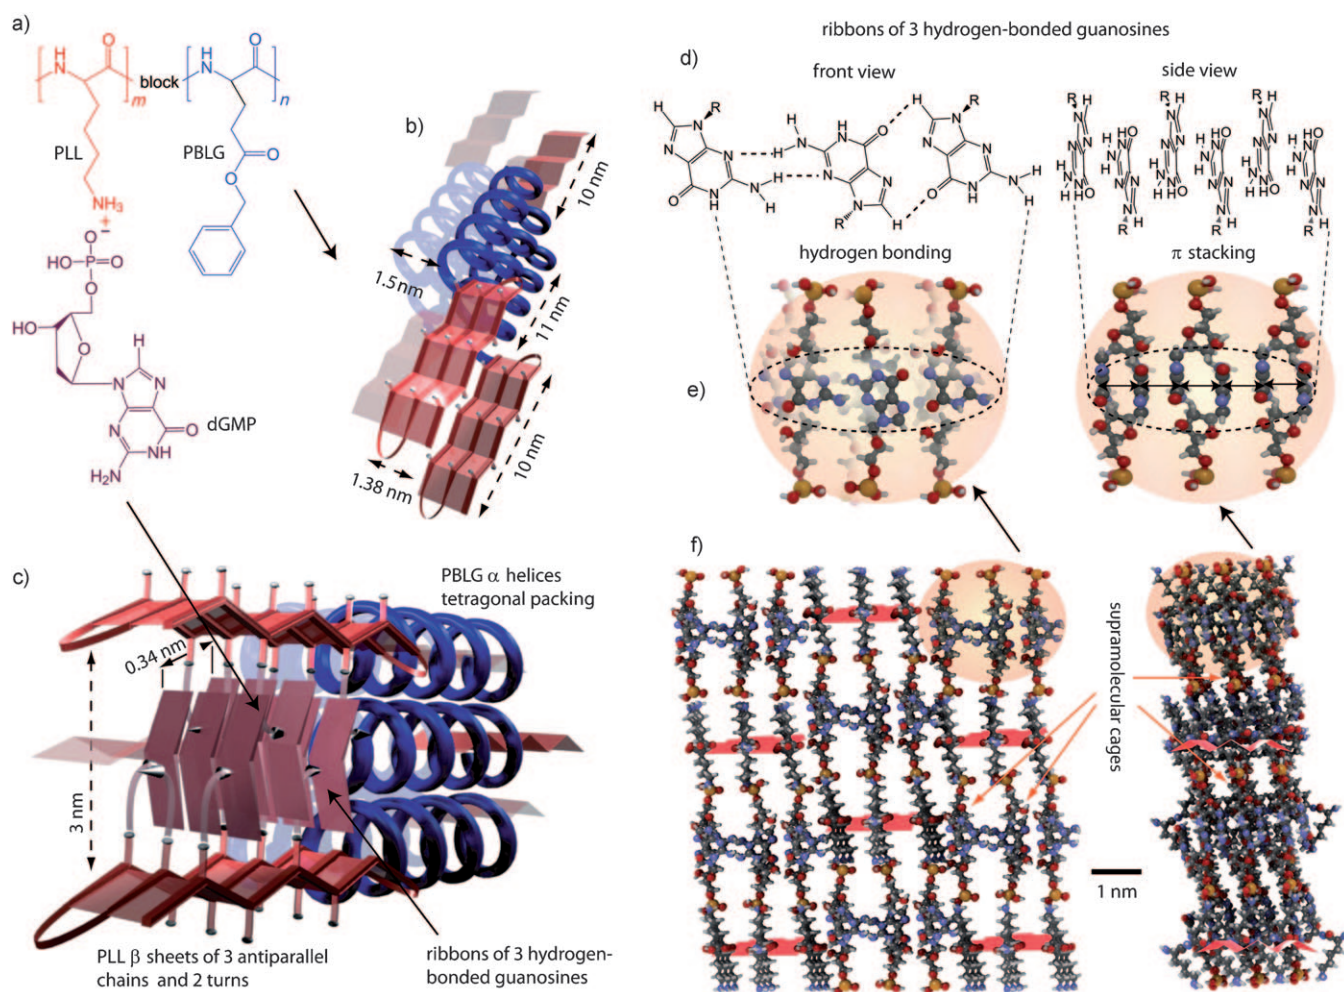 a)
H
O
N
m
block
H
O
N
n
PLL
PBLG
O
O
NH3
+
−
O
HO
P
O
O
HO
O
H
N
N
O
dGMP
N
NH
H2N
b)
10 nm
1.5 nm
11 nm
10 nm
1.38 nm
c)
PBLG α helices
tetragonal packing
0.34 nm
3 nm
PLL β sheets of 3 antiparallel
chains and 2 turns
ribbons of 3 hydrogen-
bonded guanosines
ribbons of 3 hydrogen-bonded guanosines
d)
front view
side view
hydrogen bonding
π stacking
e)
f)
supramolecular cages
1 nm